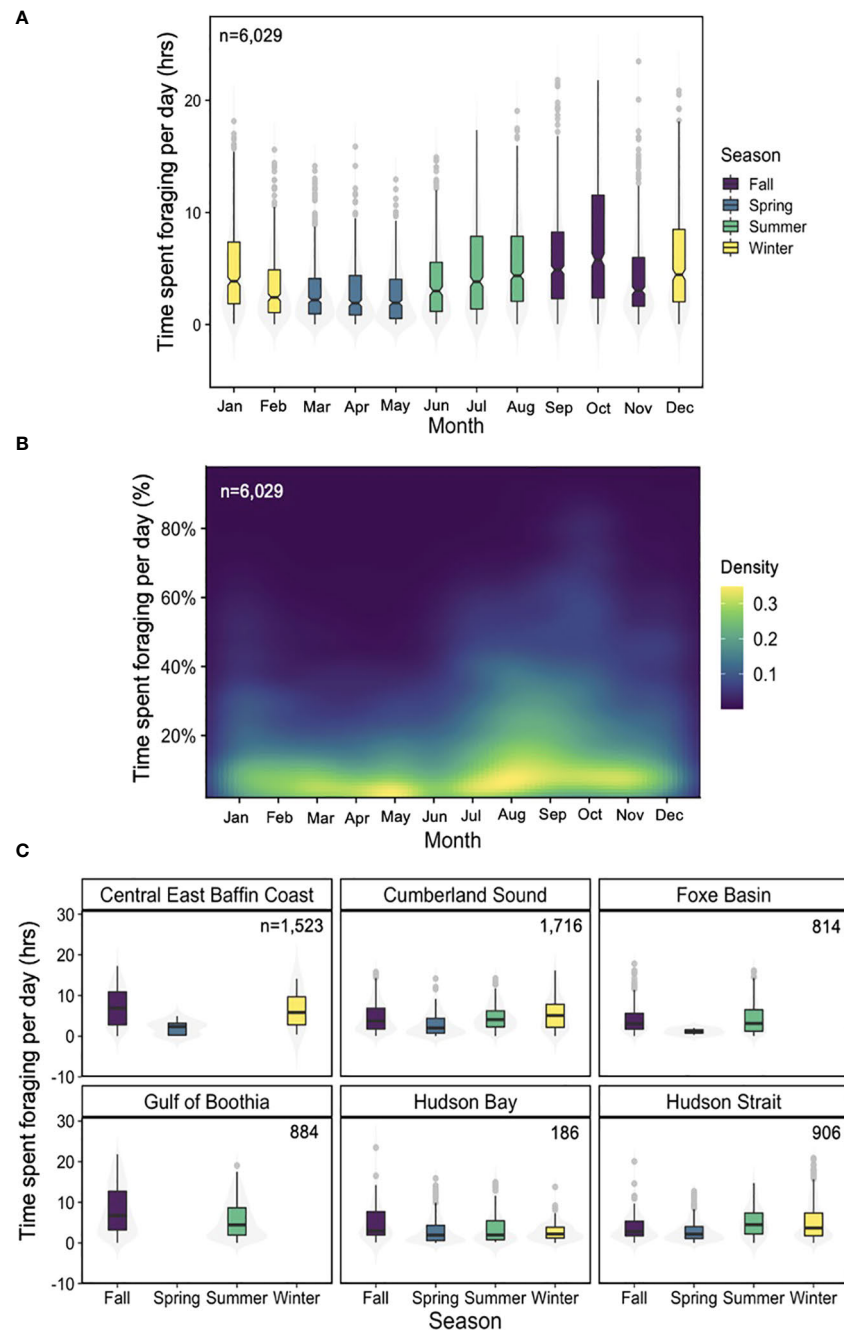 A
n=6,029
Time spent foraging per day (hrs)
20
10
0
Jan Feb Mar Apr May Jun Jul Aug Sep Oct Nov Dec
Month
Season
Fall
Spring
Summer
Winter
B
n=6,029
Time spent foraging per day (%)
80%
60%
40%
20%
Jan Feb Mar Apr May Jun Jul Aug Sep Oct Nov Dec
Month
Density
0.3
0.2
0.1
C
Time spent foraging per day (hrs)
Central East Baffin Coast Cumberland Sound Foxe Basin
30 n=1,523 1,716 814
20
10
0
-10
Gulf of Boothia Hudson Bay Hudson Strait
30 884 186 906
20
10
0
-10
Fall Spring Summer Winter Fall Spring Summer Winter Fall Spring Summer Winter
Season